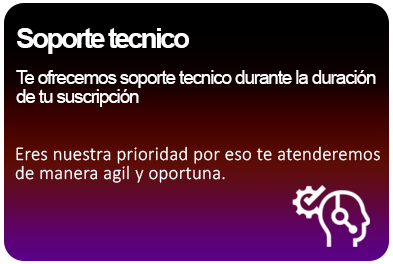 Soporte tecnico
Te ofrecemos soporte tecnico durante la duración
de tu suscripción
Eres nuestra prioridad por eso te atenderemos
de manera agil y oportuna.